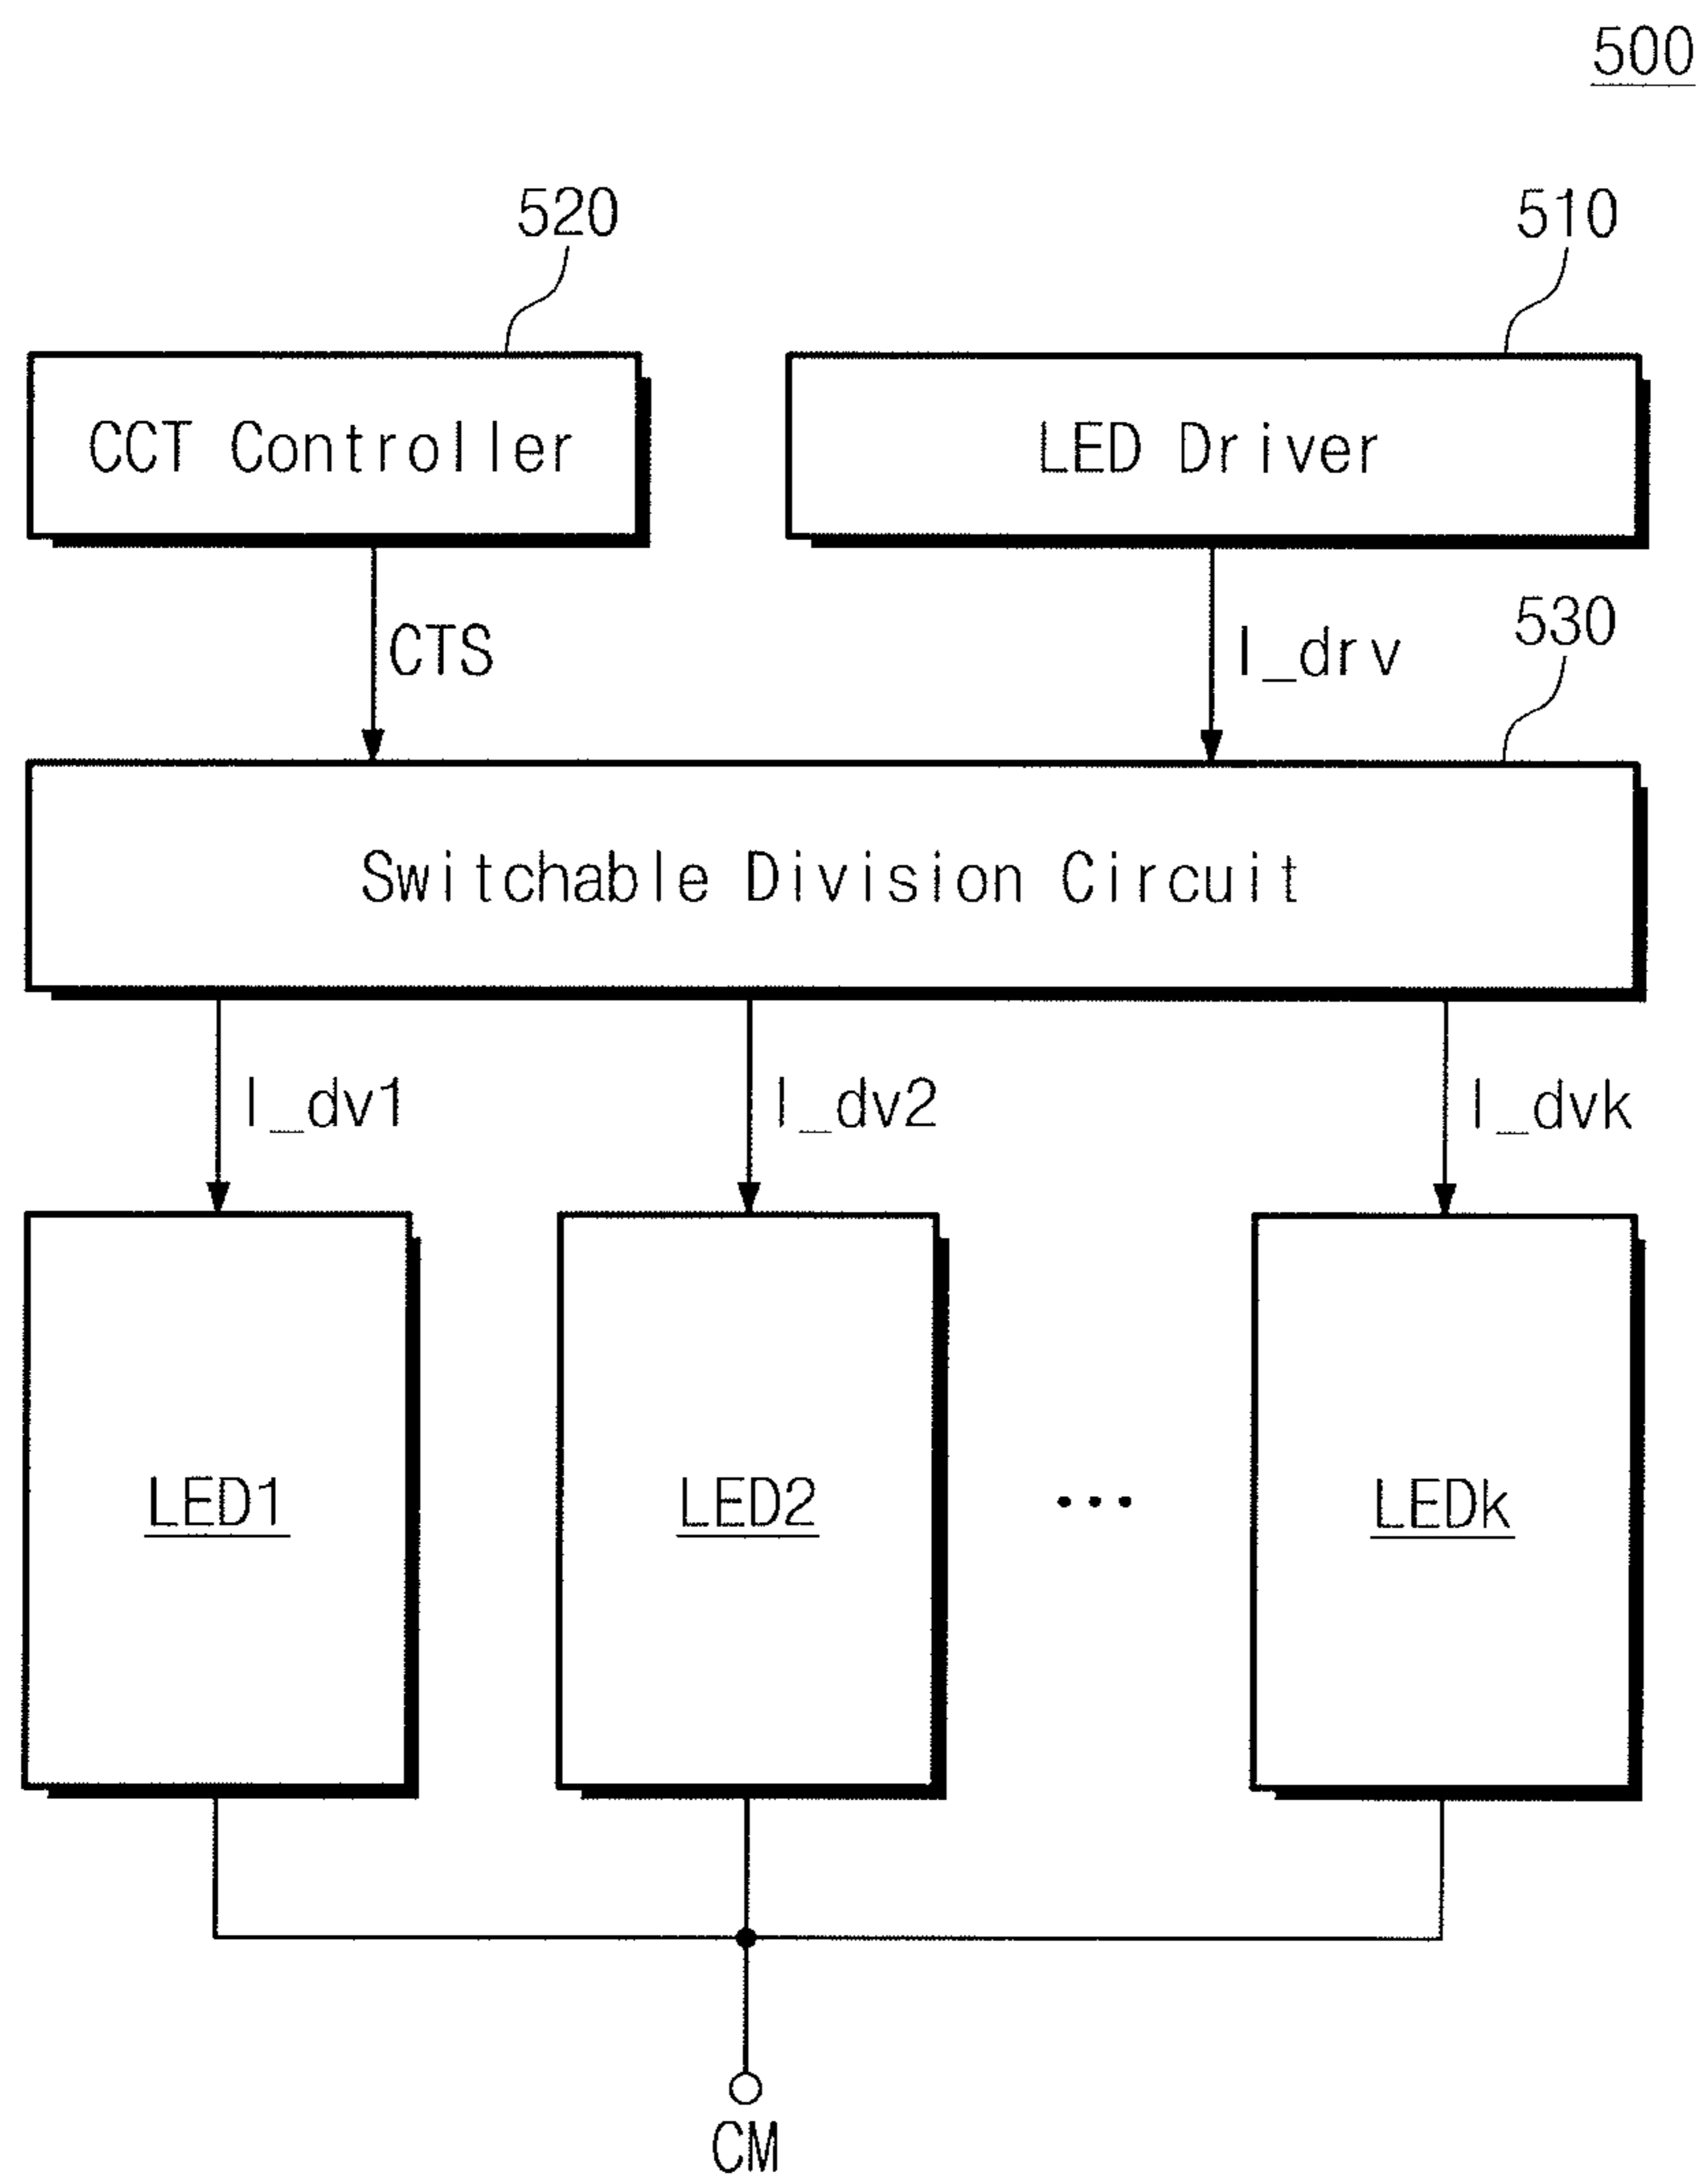 500
520
510
CCT Controller
LED Driver
CTS
I_drv
530
Switchable Division Circuit
I_dv1
I_dv2
I_dvk
LED1
LED2
...
LEDk
CM